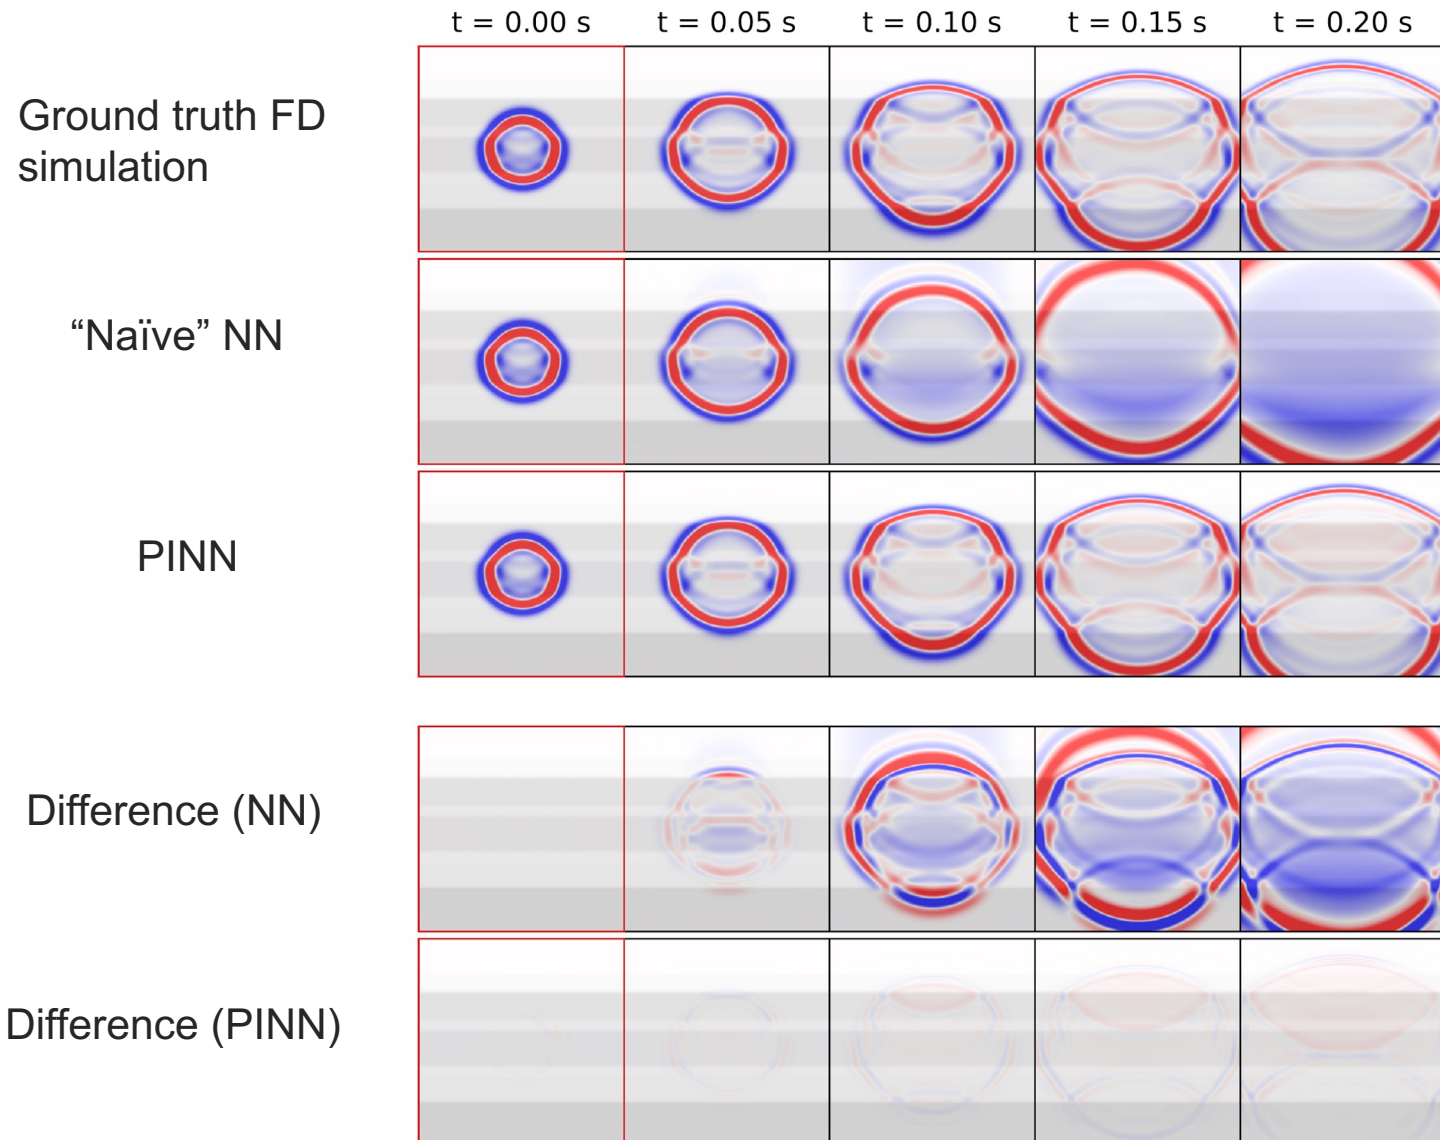 t = 0.00 s
t = 0.05 s
t = 0.10 s
t = 0.15 s
t = 0.20 s
Ground truth FD
simulation
“Naïve” NN
PINN
Difference (NN)
Difference (PINN)